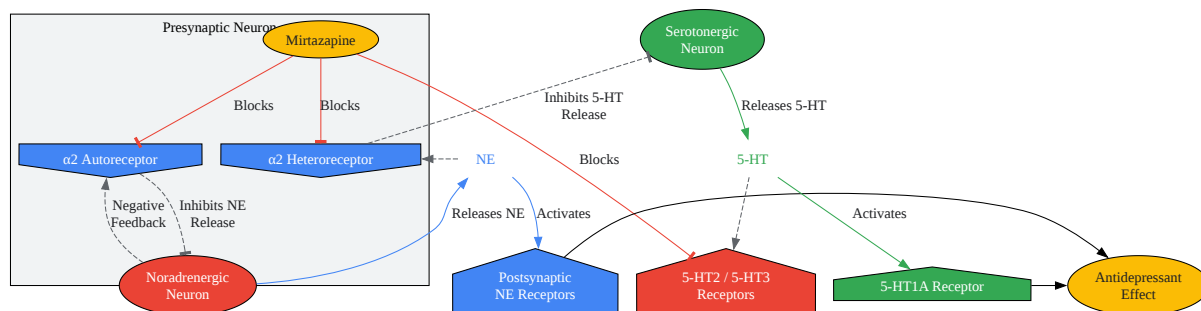 Presynaptic Neuron
Mirtazapine
Serotonergic
Neuron
Blocks
Blocks
Inhibits 5-HT
Release
Releases 5-HT
α2 Autoreceptor
α2 Heteroreceptor
NE
Blocks
5-HT
Negative
Feedback
Inhibits NE
Release
Releases NE
Activates
Activates
Noradrenergic
Neuron
Postsynaptic
NE Receptors
5-HT2 / 5-HT3
Receptors
5-HT1A Receptor
Antidepressant
Effect